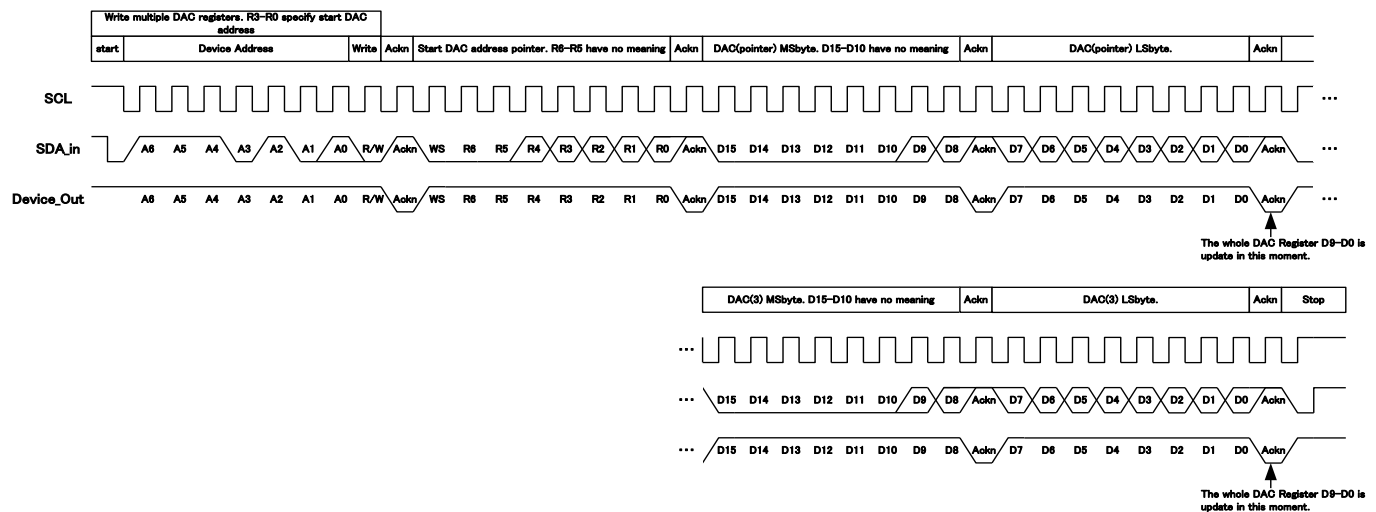 Write multiple DAC registers. R3-R0 specify start DAC
address
start Device Address Write Ackn Start DAC address pointer. R6-R5 have no meaning Ackn DAC(pointer) MSbyte. D15-D10 have no meaning Ackn DAC(pointer) LSbyte. Ackn
SCL ...
SDA_in A6 A5 A4 A3 A2 A1 A0 R/W Ackn WS R6 R5 R4 R3 R2 R1 R0 Ackn D15 D14 D13 D12 D11 D10 D9 D8 Ackn D7 D6 D5 D4 D3 D2 D1 D0 Ackn ...
Device_Out A6 A5 A4 A3 A2 A1 A0 R/W Ackn WS R6 R5 R4 R3 R2 R1 R0 Ackn D15 D14 D13 D12 D11 D10 D9 D8 Ackn D7 D6 D5 D4 D3 D2 D1 D0 Ackn ...
The whole DAC Register D9-D0 is
update in this moment.
DAC(3) MSbyte. D15-D10 have no meaning Ackn DAC(3) LSbyte. Ackn Stop
...
... D15 D14 D13 D12 D11 D10 D9 D8 Ackn D7 D6 D5 D4 D3 D2 D1 D0 Ackn
... D15 D14 D13 D12 D11 D10 D9 D8 Ackn D7 D6 D5 D4 D3 D2 D1 D0 Ackn
The whole DAC Register D9-D0 is
update in this moment.